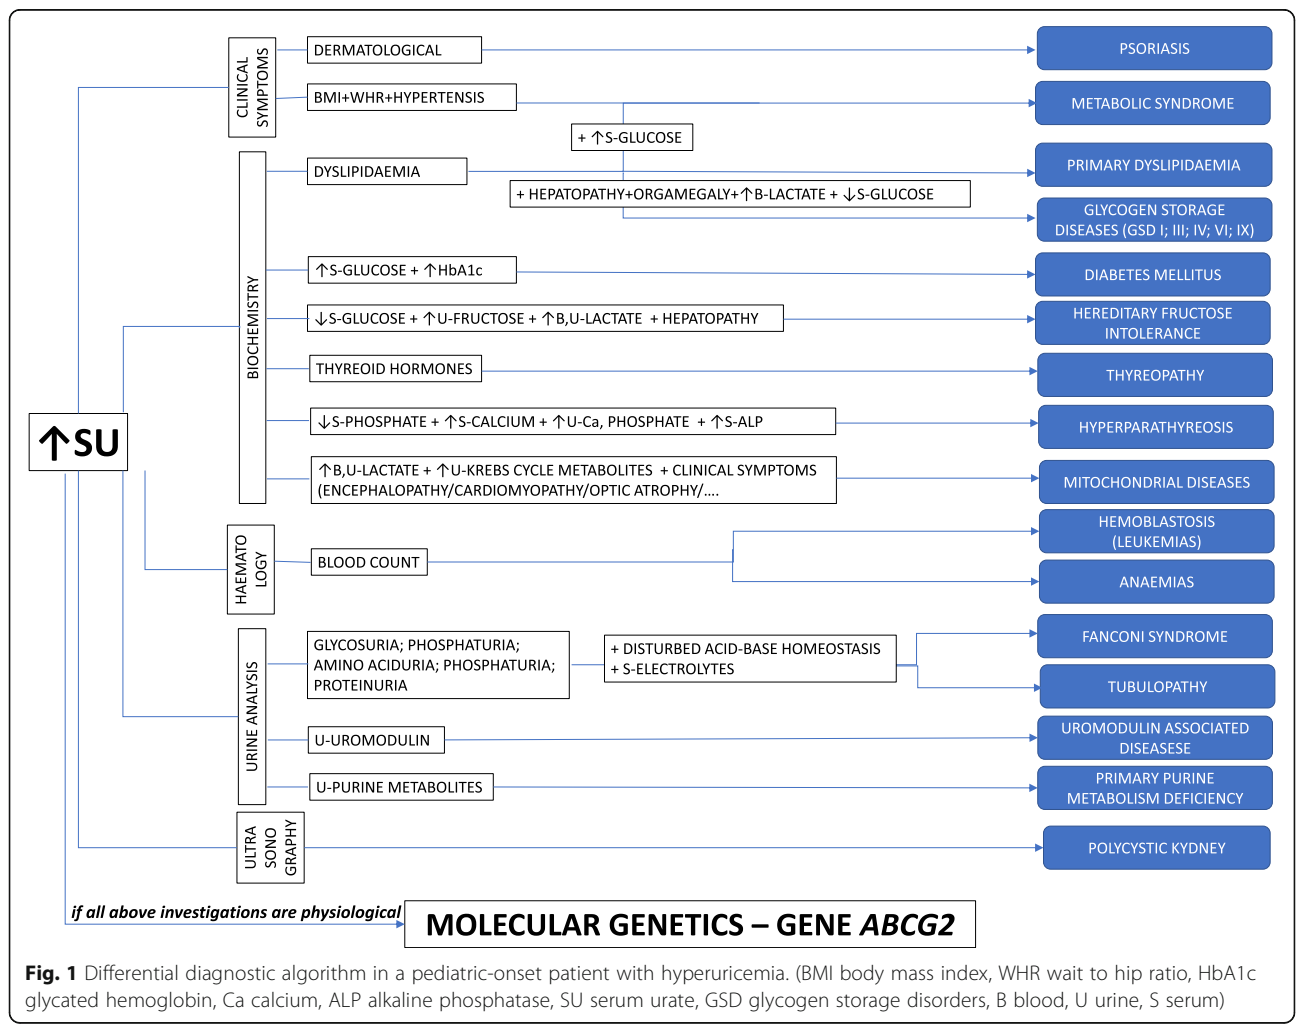 CLINICAL
SYMPTOMS
DERMATOLOGICAL
PSORIASIS
BMI+WHR+HYPERTENSIS
METABOLIC SYNDROME
+ ↑S-GLUCOSE
BIOCHEMISTRY
DYSLIPIDAEMIA
PRIMARY DYSLIPIDAEMIA
+ HEPATOPATHY+ORGAMEGALY+↑B-LACTATE + ↓S-GLUCOSE
GLYCOGEN STORAGE
DISEASES (GSD I; III; IV; VI; IX)
↑S-GLUCOSE + ↑HbA1c
DIABETES MELLITUS
↓S-GLUCOSE + ↑U-FRUCTOSE + ↑B,U-LACTATE + HEPATOPATHY
HEREDITARY FRUCTOSE
INTOLERANCE
THYREOID HORMONES
THYREOPATHY
↓S-PHOSPHATE + ↑S-CALCIUM + ↑U-Ca, PHOSPHATE + ↑S-ALP
HYPERPARATHYREOSIS
↑SU
↑B,U-LACTATE + ↑U-KREBS CYCLE METABOLITES + CLINICAL SYMPTOMS
(ENCEPHALOPATHY/CARDIOMYOPATHY/OPTIC ATROPHY/....
MITOCHONDRIAL DISEASES
HAEMATO
LOGY
BLOOD COUNT
HEMOBLASTOSIS
(LEUKEMIAS)
ANAEMIAS
URINE ANALYSIS
GLYCOSURIA; PHOSPHATURIA;
AMINO ACIDURIA; PHOSPHATURIA;
PROTEINURIA
+ DISTURBED ACID-BASE HOMEOSTASIS
+ S-ELECTROLYTES
FANCONI SYNDROME
TUBULOPATHY
U-UROMODULIN
UROMODULIN ASSOCIATED
DISEASESE
U-PURINE METABOLITES
PRIMARY PURINE
METABOLISM DEFICIENCY
ULTRA
SONO
GRAPHY
POLYCYSTIC KYDNEY
if all above investigations are physiological
MOLECULAR GENETICS – GENE ABCG2
Fig. 1 Differential diagnostic algorithm in a pediatric-onset patient with hyperuricemia. (BMI body mass index, WHR wait to hip ratio, HbA1c
glycated hemoglobin, Ca calcium, ALP alkaline phosphatase, SU serum urate, GSD glycogen storage disorders, B blood, U urine, S serum)